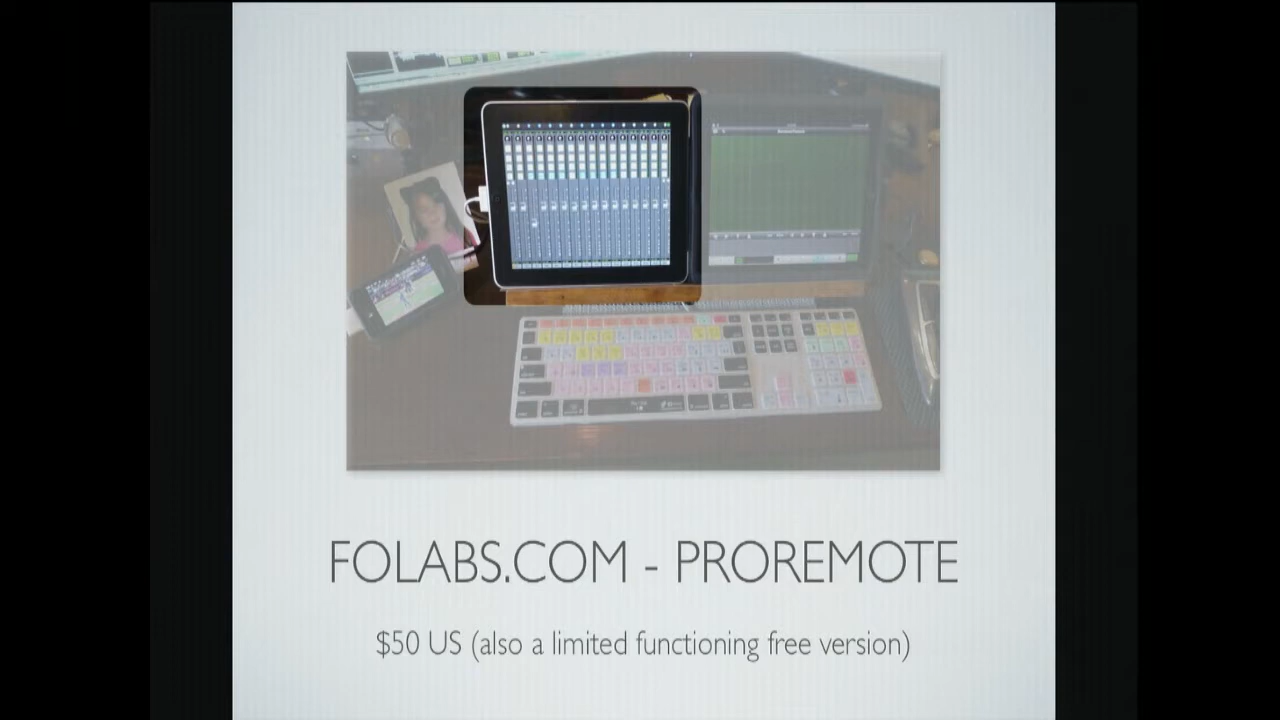 FOLABS.COM - PROREMOTE
$50 US (also a limited functioning free version)